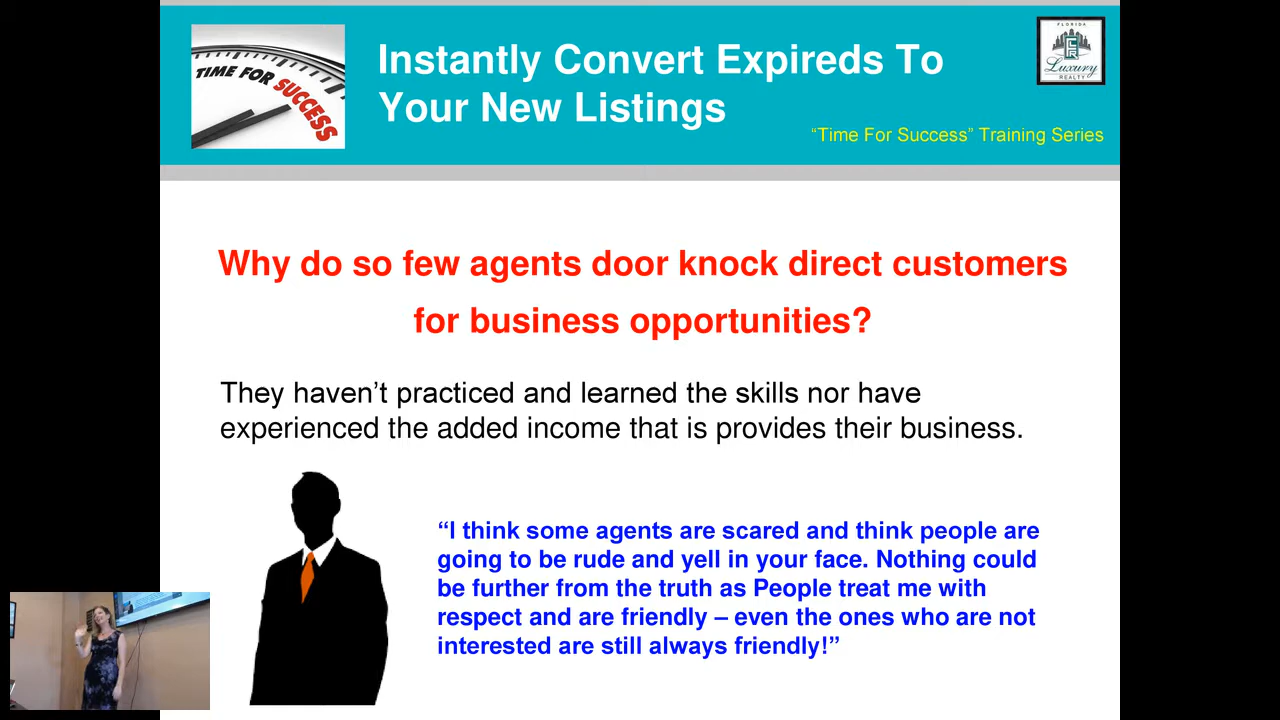 TIME FOR SUCCESS
Instantly Convert Expireds To
Your New Listings
FLORIDA
LR
Luxury
REALTY
“Time For Success” Training Series
Why do so few agents door knock direct customers
for business opportunities?
They haven’t practiced and learned the skills nor have
experienced the added income that is provides their business.
“I think some agents are scared and think people are
going to be rude and yell in your face. Nothing could
be further from the truth as People treat me with
respect and are friendly – even the ones who are not
interested are still always friendly!”